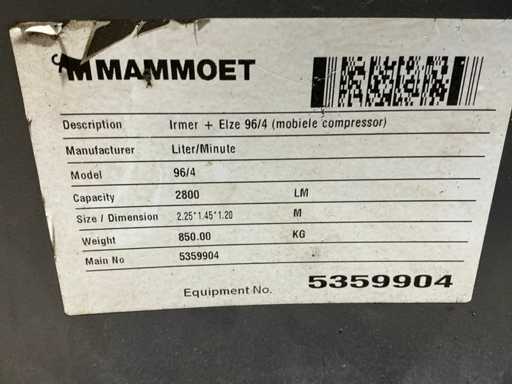 MAMMOET
Description Irmer + Elze 96/4 (mobiele compressor)
Manufacturer Liter/Minute
Model 96/4
Capacity 2800 LM
Size / Dimension 2.25*1.45*1.20 M
Weight 850.00 KG
Main No 5359904
Equipment No. 5359904